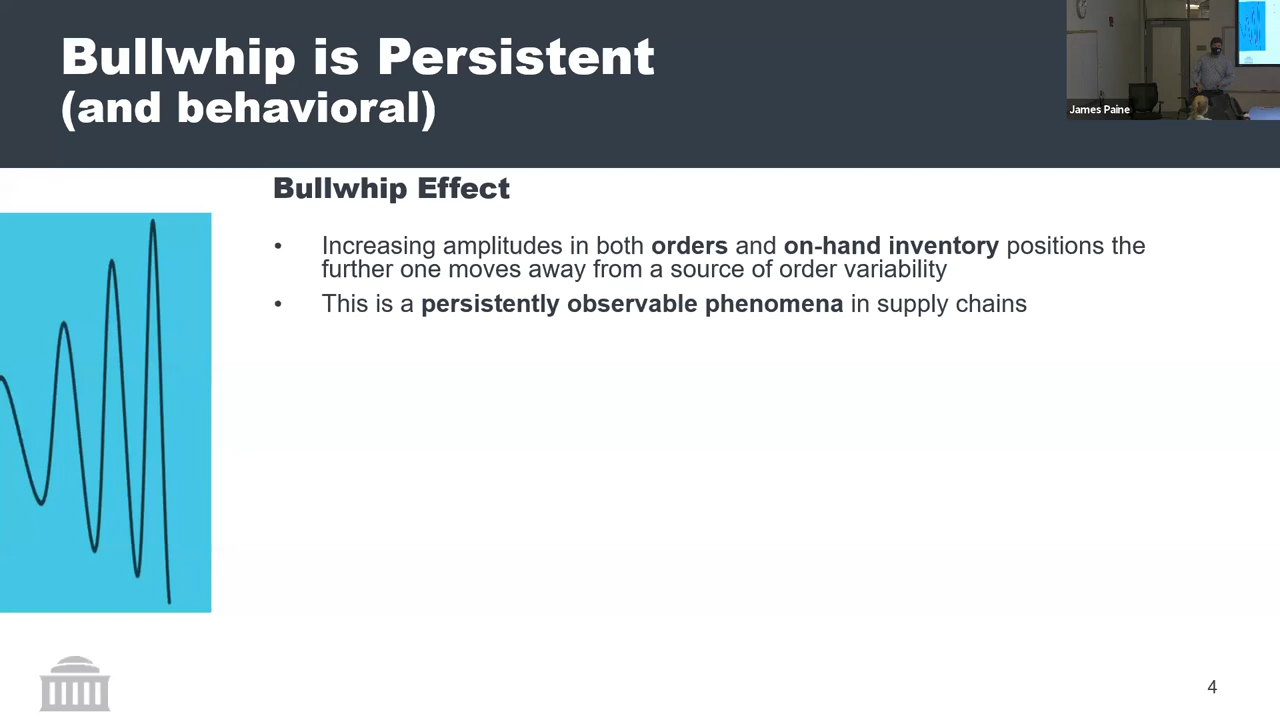 Bullwhip is Persistent
(and behavioral)
James Paine
Bullwhip Effect
• Increasing amplitudes in both orders and on-hand inventory positions the
further one moves away from a source of order variability
• This is a persistently observable phenomena in supply chains
4